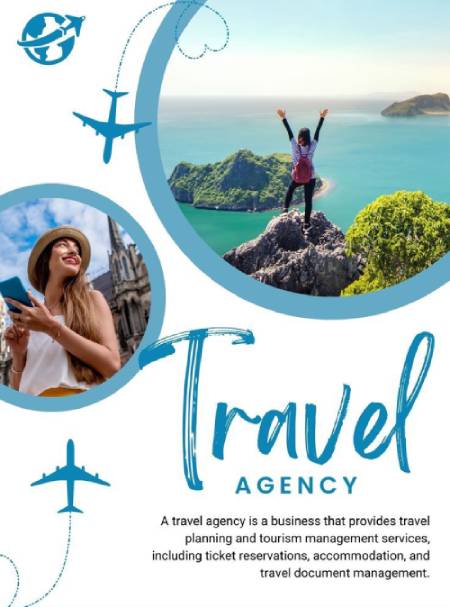 Travel
AGENCY
A travel agency is a business that provides travel
planning and tourism management services,
including ticket reservations, accommodation, and
travel document management.